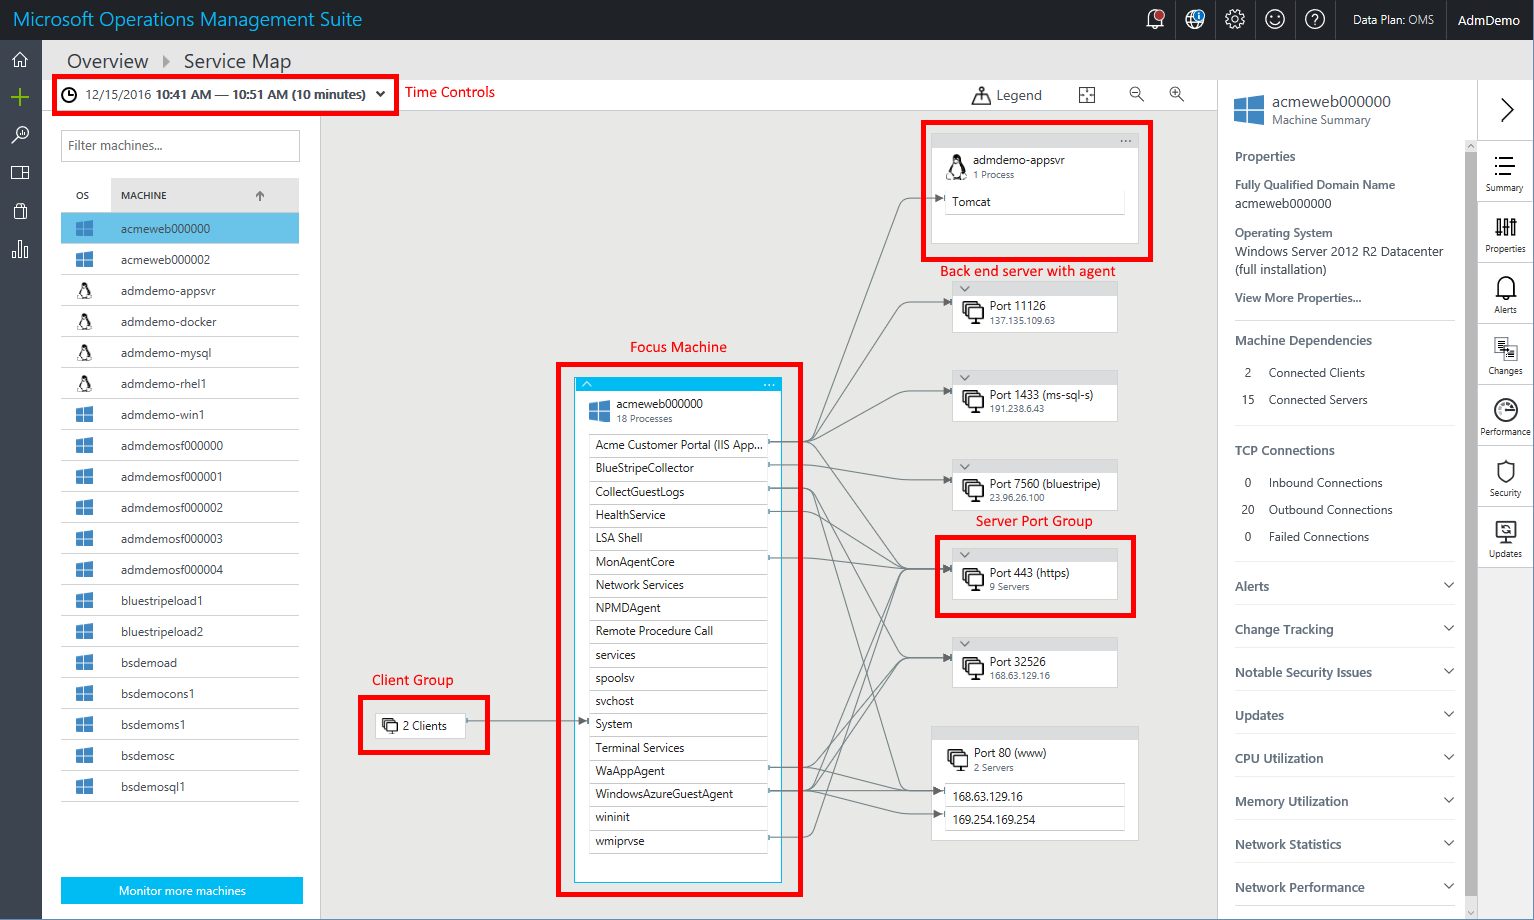 Microsoft Operations Management Suite
Data Plan: OMS
AdmDemo
Overview
Service Map
12/15/2016 10:41 AM — 10:51 AM (10 minutes)
Time Controls
Legend
Filter machines...
OS
MACHINE
acmeweb000000
acmeweb000002
admdemo-appsvr
admdemo-docker
admdemo-mysql
admdemo-rhel1
admdemo-win1
admdemosf000000
admdemosf000001
admdemosf000002
admdemosf000003
admdemosf000004
bluestripeload1
bluestripeload2
bsdemoad
bsdemocons1
bsdemoms1
bsdemosc
bsdemosql1
Monitor more machines
Client Group
2 Clients
Focus Machine
acmeweb000000
18 Processes
Acme Customer Portal (IIS App...
BlueStripeCollector
CollectGuestLogs
HealthService
LSA Shell
MonAgentCore
Network Services
NPMDAgent
Remote Procedure Call
services
spoolsv
svchost
System
Terminal Services
WaAppAgent
WindowsAzureGuestAgent
wininit
wmiprvse
admdemo-appsvr
1 Process
Tomcat
Back end server with agent
Port 11126
137.135.109.63
Port 1433 (ms-sql-s)
191.238.6.43
Port 7560 (bluestripe)
23.96.26.100
Server Port Group
Port 443 (https)
9 Servers
Port 32526
168.63.129.16
Port 80 (www)
2 Servers
168.63.129.16
169.254.169.254
acmeweb000000
Machine Summary
Properties
Fully Qualified Domain Name
acmeweb000000
Operating System
Windows Server 2012 R2 Datacenter
(full installation)
View More Properties...
Machine Dependencies
2 Connected Clients
15 Connected Servers
TCP Connections
0 Inbound Connections
20 Outbound Connections
0 Failed Connections
Alerts
Change Tracking
Notable Security Issues
Updates
CPU Utilization
Memory Utilization
Network Statistics
Network Performance
Summary
Properties
Alerts
Changes
Performance
Security
Updates